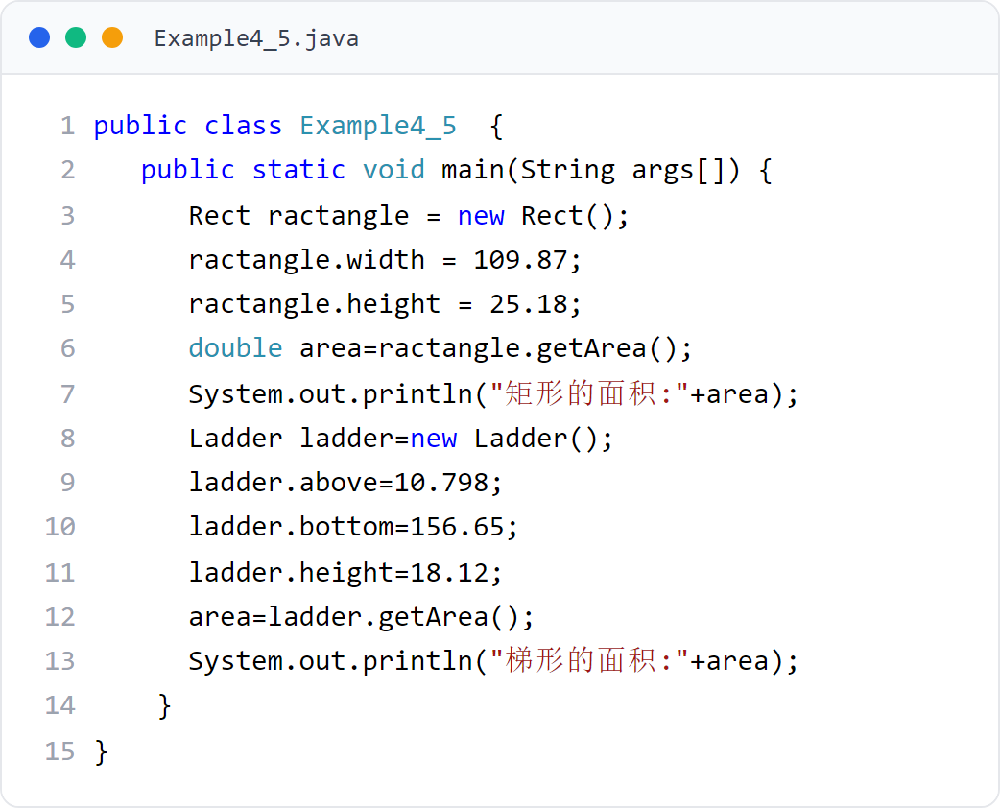 Example4_5.java
1 public class Example4_5  {
2    public static void main(String args[]) {
3       Rect ractangle = new Rect();
4       ractangle.width = 109.87;
5       ractangle.height = 25.18;
6       double area=ractangle.getArea();
7       System.out.println("矩形的面积:"+area);
8       Ladder ladder=new Ladder();
9       ladder.above=10.798;
10       ladder.bottom=156.65;
11       ladder.height=18.12;
12       area=ladder.getArea();
13       System.out.println("梯形的面积:"+area);
14     }
15 }